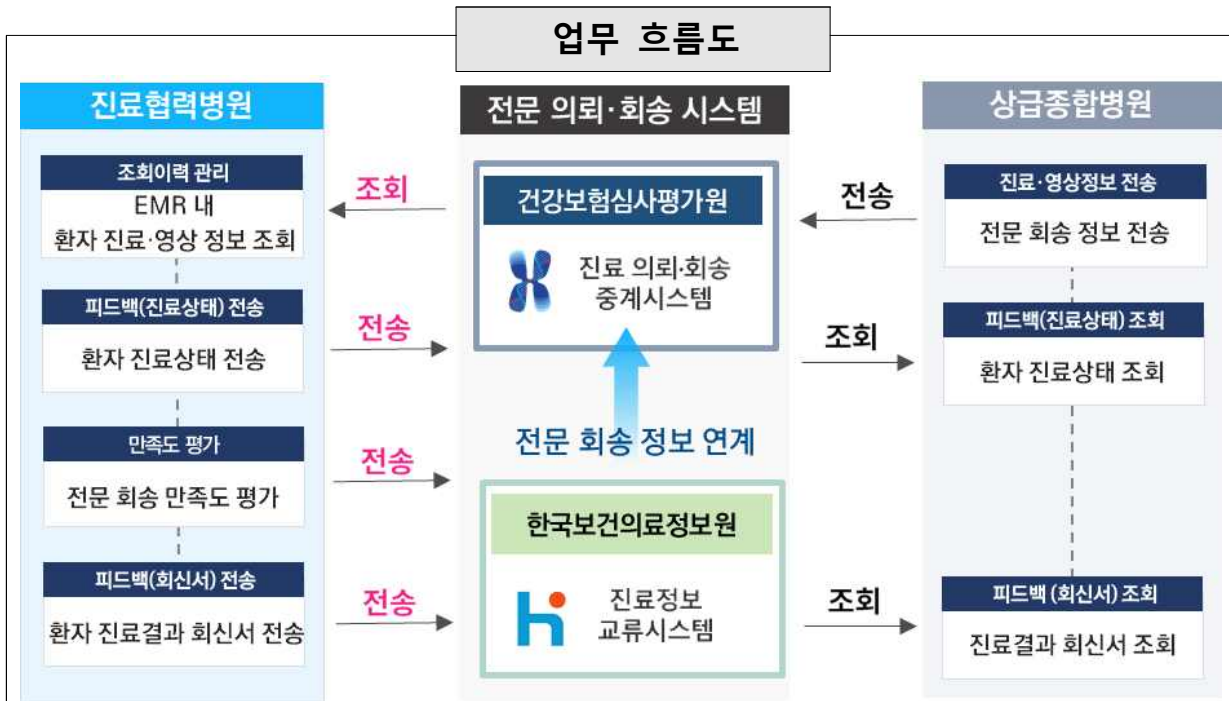 업무 흐름도
진료협력병원
조회이력 관리
EMR 내
환자 진료·영상 정보 조회
피드백(진료상태) 전송
환자 진료상태 전송
만족도 평가
전문 회송 만족도 평가
피드백(회신서) 전송
환자 진료결과 회신서 전송
조회
전송
전송
전송
전문 의뢰·회송 시스템
건강보험심사평가원
진료 의뢰·회송
중계시스템
전문 회송 정보 연계
한국보건의료정보원
진료정보
교류시스템
전송
조회
조회
상급종합병원
진료·영상정보 전송
전문 회송 정보 전송
피드백(진료상태) 조회
환자 진료상태 조회
피드백 (회신서) 조회
진료결과 회신서 조회